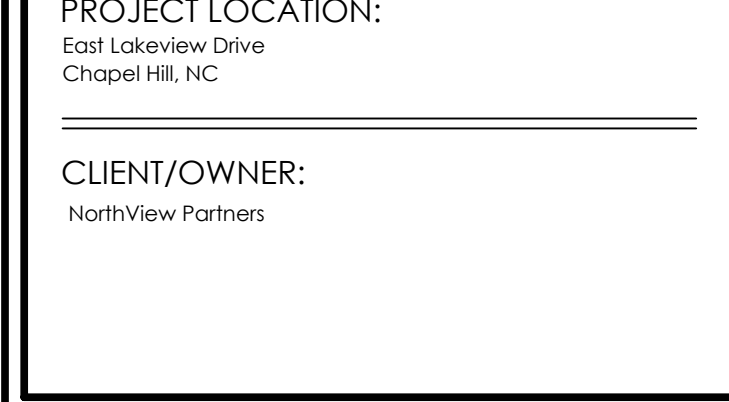 PROJECT LOCATION:
East Lakeview Drive
Chapel Hill, NC
CLIENT/OWNER:
NorthView Partners